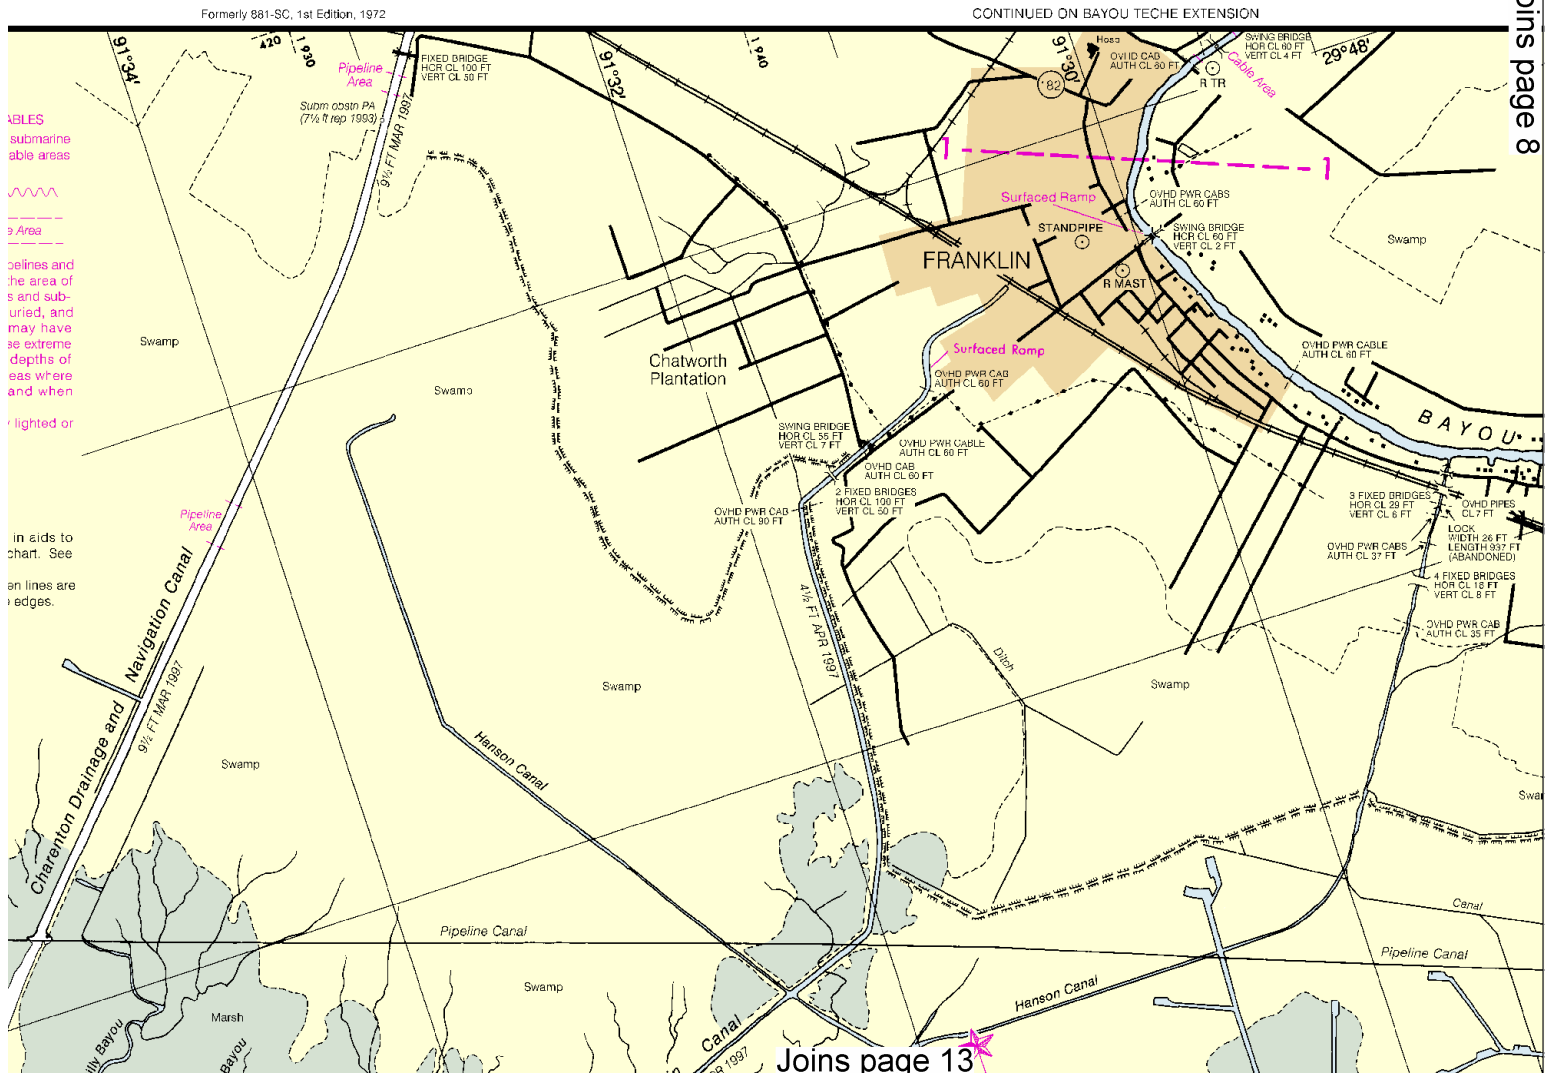 Formerly 881-SC, 1st Edition, 1972
CONTINUED ON BAYOU TECHE EXTENSION
oins page 8
91°34'
420
1 930
91°32'
1 940
91°30'
29°48'
Pipeline
Area
FIXED BRIDGE
HOR CL 100 FT
VERT CL 50 FT
Subm obstn PA
(7½ ft rep 1993)
9½ FT MAR 1997
Hosp
OVHD CAB
AUTH CL 60 FT
SWING BRIDGE
HOR CL 60 FT
VERT CL 4 FT
Cable Area
R TR
82
ABLES
submarine
able areas
e Area
pelines and
the area of
s and sub-
uried, and
may have
se extreme
depths of
eas where
and when
lighted or
in aids to
chart. See
en lines are
edges.
Surfaced Ramp
OVHD PWR CABS
AUTH CL 60 FT
STANDPIPE
SWING BRIDGE
HOR CL 60 FT
VERT CL 2 FT
Swamp
FRANKLIN
R MAST
Swamp
Swamp
Chatworth
Plantation
Surfaced Ramp
OVHD PWR CAB
AUTH CL 60 FT
OVHD PWR CABLE
AUTH CL 60 FT
BAYOU
SWING BRIDGE
HOR CL 55 FT
VERT CL 7 FT
OVHD PWR CABLE
AUTH CL 60 FT
OVHD CAB
AUTH CL 60 FT
2 FIXED BRIDGES
HOR CL 100 FT
VERT CL 50 FT
OVHD PWR CAB
AUTH CL 90 FT
3 FIXED BRIDGES
HOR CL 29 FT
VERT CL 6 FT
OVHD PIPES
CL 7 FT
LOCK
WIDTH 26 FT
LENGTH 937 FT
(ABANDONED)
OVHD PWR CABS
AUTH CL 37 FT
4 FIXED BRIDGES
HOR CL 18 FT
VERT CL 8 FT
OVHD PWR CAB
AUTH CL 35 FT
Pipeline
Area
Charenton Drainage and Navigation Canal
9½ FT MAR 1997
4½ FT APR 1997
Ditch
Swamp
Swamp
Swamp
Hanson Canal
Swa
Canal
Pipeline Canal
Pipeline Canal
Swamp
Hanson Canal
Marsh
illy Bayou
Bayou
Canal
PR 1997
Joins page 13